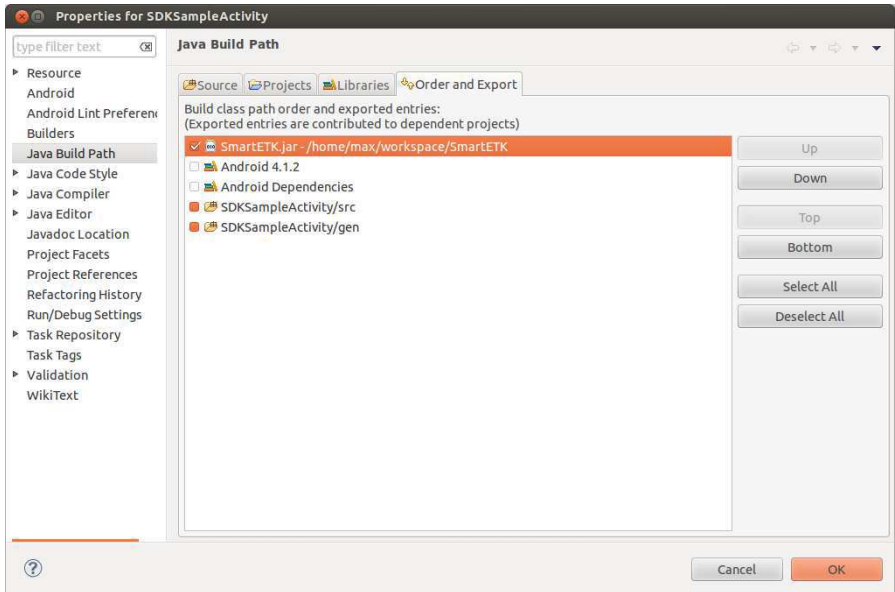 Properties for SDKSampleActivity
type filter text
Java Build Path
Resource
Android
Android Lint Preferen
Builders
Java Build Path
Java Code Style
Java Compiler
Java Editor
Javadoc Location
Project Facets
Project References
Refactoring History
Run/Debug Settings
Task Repository
Task Tags
Validation
WikiText
Source Projects Libraries Order and Export
Build class path order and exported entries:
(Exported entries are contributed to dependent projects)
SmartETK.jar - /home/max/workspace/SmartETK
Android 4.1.2
Android Dependencies
SDKSampleActivity/src
SDKSampleActivity/gen
Up
Down
Top
Bottom
Select All
Deselect All
Cancel
OK